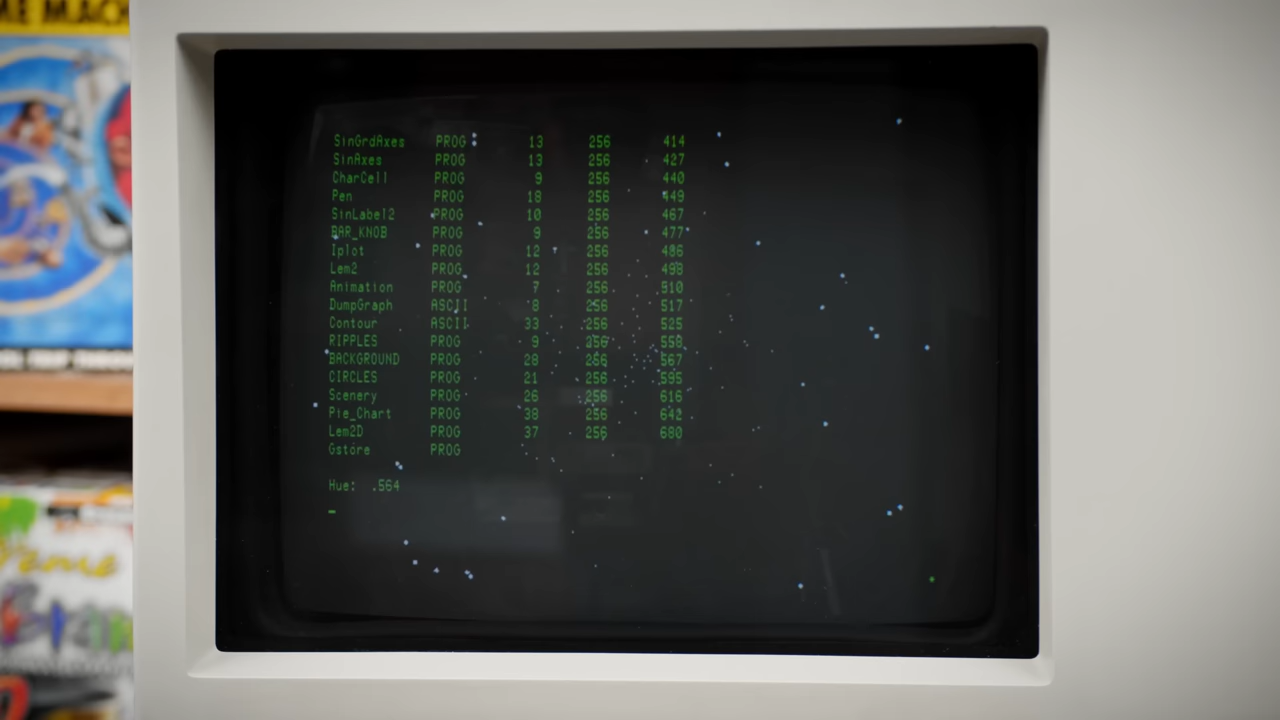 SinGrdAxes PROG 13 256 414
SinAxes PROG 13 256 427
CharCell PROG 9 256 440
Pen PROG 18 256 449
SinLabel2 PROG 10 256 467
BAR_KNOB PROG 9 256 477
Iplot PROG 12 256 486
Lem2 PROG 12 256 498
Animation PROG 7 256 510
DumpGraph ASCII 8 256 517
Contour ASCII 33 256 525
RIPPLES PROG 9 256 558
BACKGROUND PROG 28 256 567
CIRCLES PROG 21 256 595
Scenery PROG 26 256 616
Pie_Chart PROG 38 256 642
Lem2D PROG 37 256 680
Gstore PROG
Hue: .564